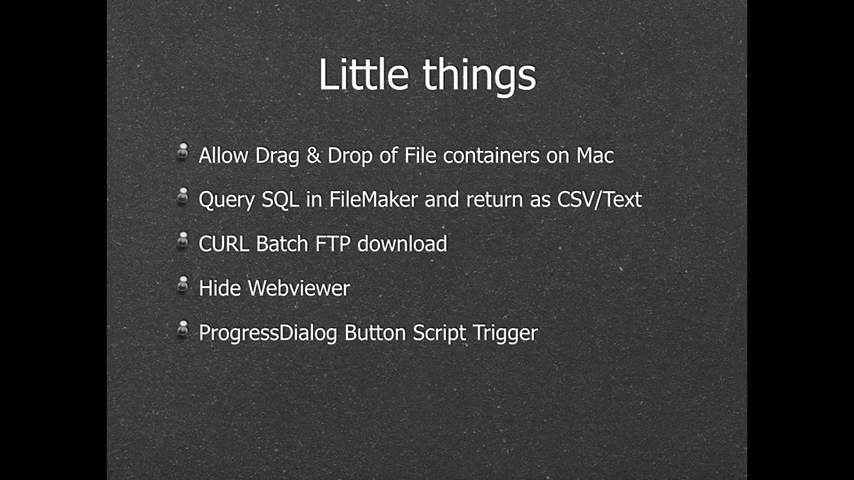 Little things
Allow Drag & Drop of File containers on Mac
Query SQL in FileMaker and return as CSV/Text
CURL Batch FTP download
Hide Webviewer
ProgressDialog Button Script Trigger